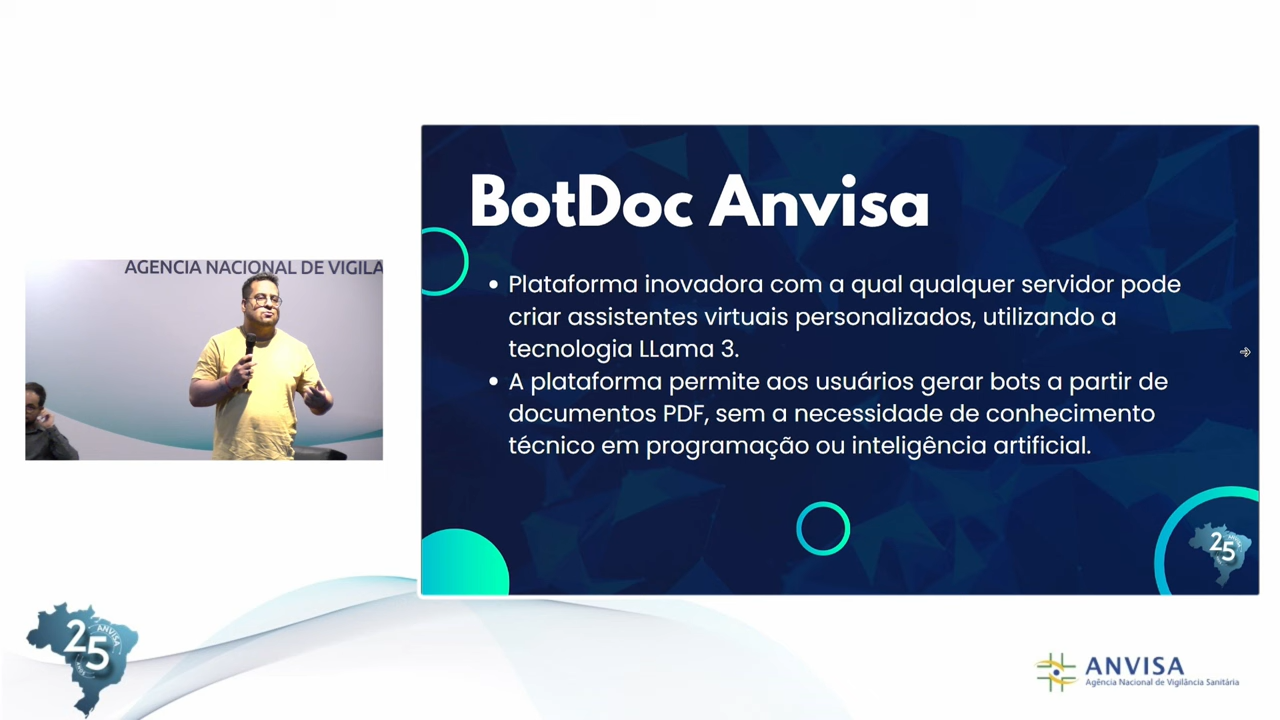 AGENCIA NACIONAL DE VIGILA
BotDoc Anvisa
• Plataforma inovadora com a qual qualquer servidor pode
criar assistentes virtuais personalizados, utilizando a
tecnologia LLama 3.
• A plataforma permite aos usuários gerar bots a partir de
documentos PDF, sem a necessidade de conhecimento
técnico em programação ou inteligência artificial.
25
25
ANVISA
ANVISA
Agência Nacional de Vigilância Sanitária